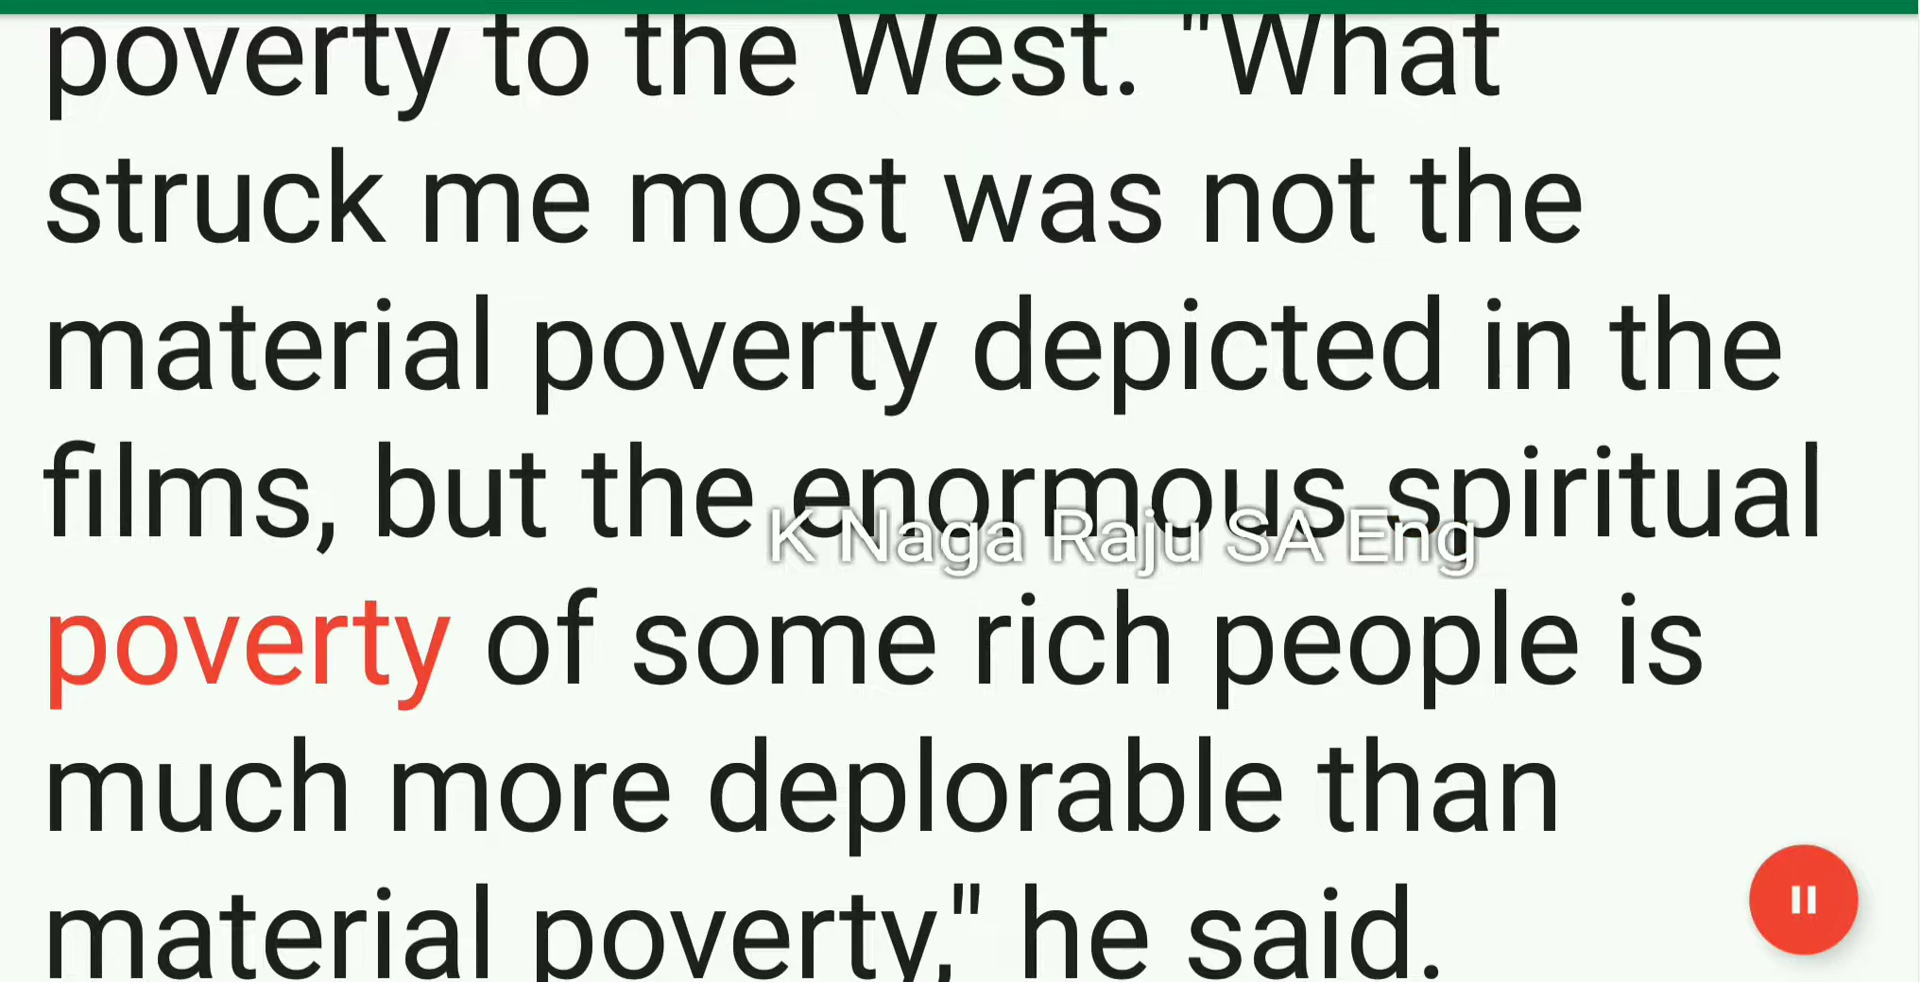 poverty to the West. "What
struck me most was not the
material poverty depicted in the
films, but the enormous spiritual
K Naga Raju SA Eng
poverty of some rich people is
much more deplorable than
material poverty," he said.